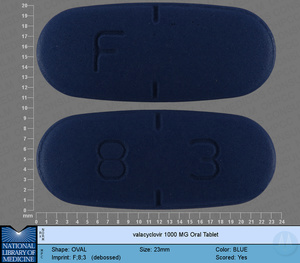 F
8 3
mm
valacyclovir 1000 MG Oral Tablet
NATIONAL
LIBRARY OF
MEDICINE
Shape: OVAL Size: 23mm Color: BLUE
Imprint: F;8;3 (debossed) Scored: Yes